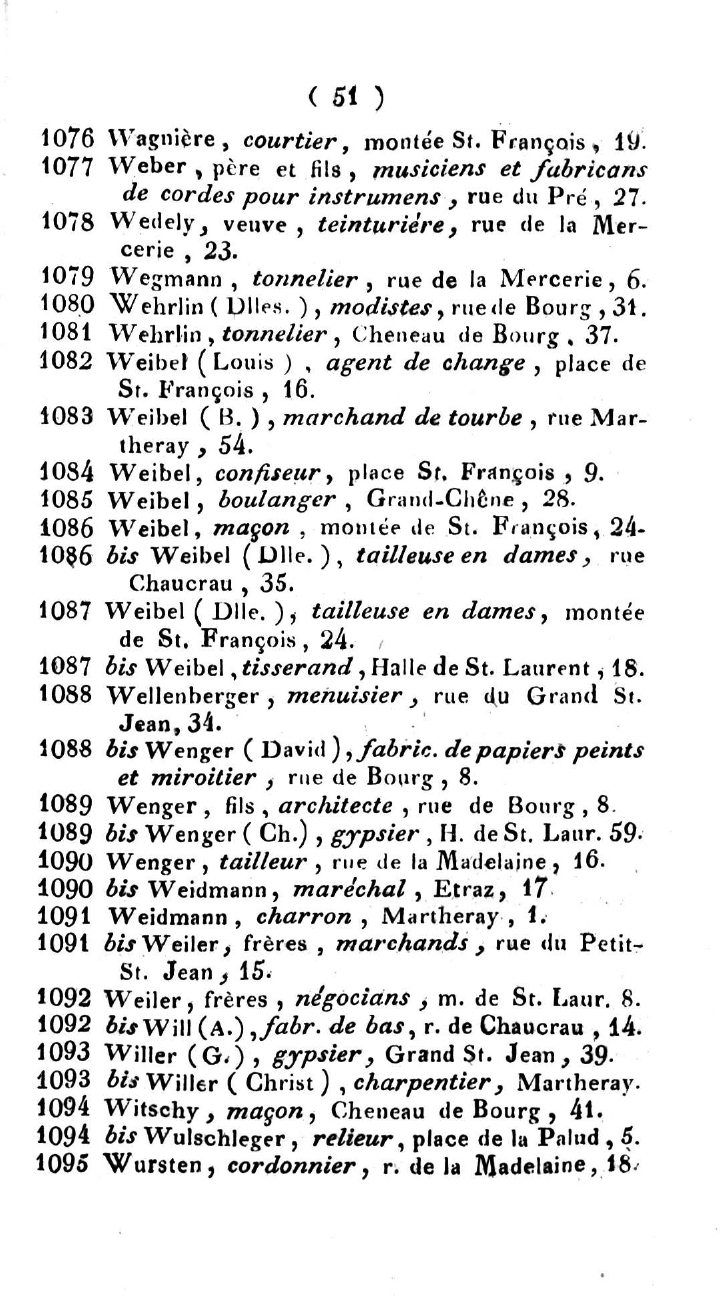 ( 51 )
1076 Wagnière, courtier, montée St. François, 19.
1077 Weber, père et fils, musiciens et fabricans
de cordes pour instrumens, rue du Pré, 27.
1078 Wedely, veuve, teinturiére, rue de la Mer-
cerie, 23.
1079 Wegmann, tonnelier, rue de la Mercerie, 6.
1080 Wehrlin ( Dlles. ), modistes, rue de Bourg, 31.
1081 Wehrlin, tonnelier, Cheneau de Bourg, 37.
1082 Weibel ( Louis ), agent de change, place de
St. François, 16.
1083 Weibel ( B. ), marchand de tourbe, rue Mar-
theray, 54.
1084 Weibel, confiseur, place St. François, 9.
1085 Weibel, boulanger, Grand-Chêne, 28.
1086 Weibel, maçon, montée de St. François, 24.
1086 bis Weibel ( Dlle. ), tailleuse en dames, rue
Chaucrau, 35.
1087 Weibel ( Dlle. ), tailleuse en dames, montée
de St. François, 24.
1087 bis Weibel, tisserand, Halle de St. Laurent, 18.
1088 Wellenberger, menuisier, rue du Grand St.
Jean, 34.
1088 bis Wenger ( David ), fabric. de papiers peints
et miroitier, rue de Bourg, 8.
1089 Wenger, fils, architecte, rue de Bourg, 8.
1089 bis Wenger ( Ch.), gypsier, H. de St. Laur. 59.
1090 Wenger, tailleur, rue de la Madelaine, 16.
1090 bis Weidmann, maréchal, Etraz, 17.
1091 Weidmann, charron, Martheray, 1.
1091 bis Weiler, frères, marchands, rue du Petit-
St. Jean, 15.
1092 Weiler, frères, négocians, m. de St. Laur. 8.
1092 bis Will (A.), fabr. de bas, r. de Chaucrau, 14.
1093 Willer (G.), gypsier, Grand St. Jean, 39.
1093 bis Willer ( Christ ), charpentier, Martheray.
1094 Witschy, maçon, Cheneau de Bourg, 41.
1094 bis Wulschleger, relieur, place de la Palud, 5.
1095 Wursten, cordonnier, r. de la Madelaine, 18.